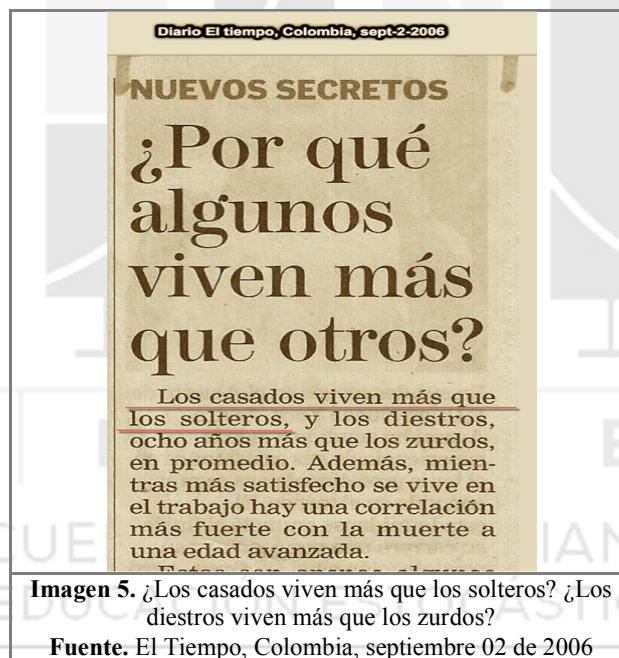 Diario El tiempo, Colombia, sept-2-2006
NUEVOS SECRETOS
¿Por qué
algunos
viven más
que otros?
Los casados viven más que
los solteros, y los diestros,
ocho años más que los zurdos,
en promedio. Además, mien-
tras más satisfecho se vive en
el trabajo hay una correlación
más fuerte con la muerte a
una edad avanzada.
Imagen 5. ¿Los casados viven más que los solteros? ¿Los
diestros viven más que los zurdos?
Fuente. El Tiempo, Colombia, septiembre 02 de 2006